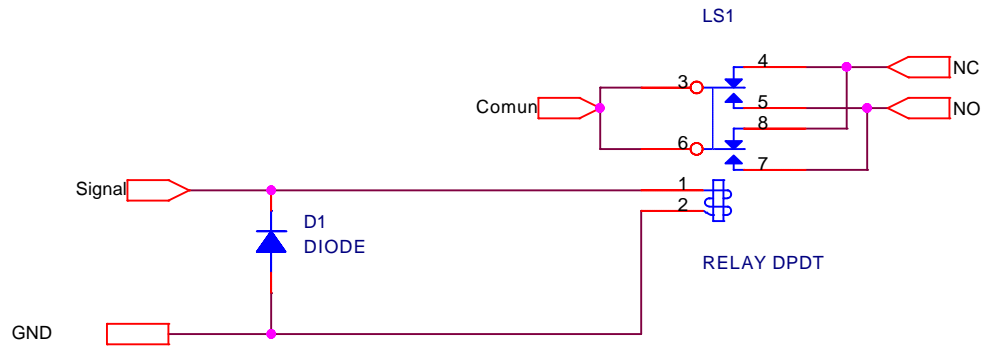 LS1
4
NC
3
Comun
5
NO
8
6
7
Signal
1
2
D1
DIODE
RELAY DPDT
GND